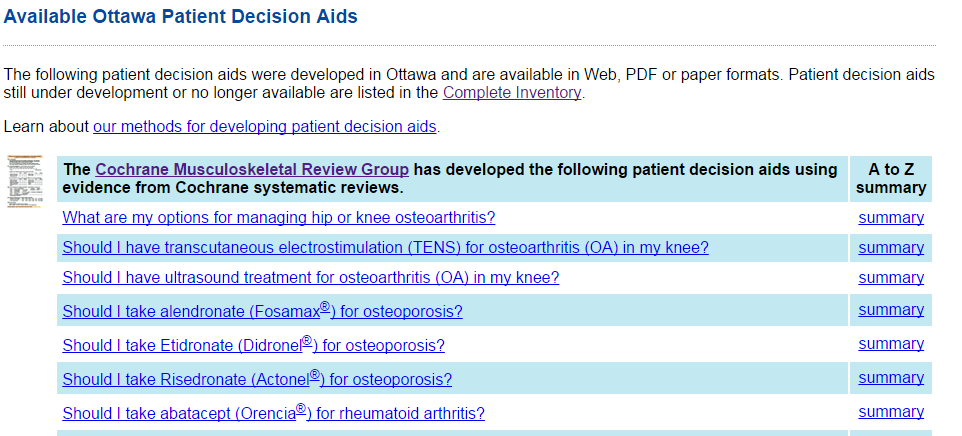 Available Ottawa Patient Decision Aids
The following patient decision aids were developed in Ottawa and are available in Web, PDF or paper formats. Patient decision aids
still under development or no longer available are listed in the Complete Inventory.
Learn about our methods for developing patient decision aids.
The Cochrane Musculoskeletal Review Group has developed the following patient decision aids using
evidence from Cochrane systematic reviews.
A to Z
summary
What are my options for managing hip or knee osteoarthritis? summary
Should I have transcutaneous electrostimulation (TENS) for osteoarthritis (OA) in my knee? summary
Should I have ultrasound treatment for osteoarthritis (OA) in my knee? summary
Should I take alendronate (Fosamax®) for osteoporosis? summary
Should I take Etidronate (Didronel®) for osteoporosis? summary
Should I take Risedronate (Actonel®) for osteoporosis? summary
Should I take abatacept (Orencia®) for rheumatoid arthritis? summary